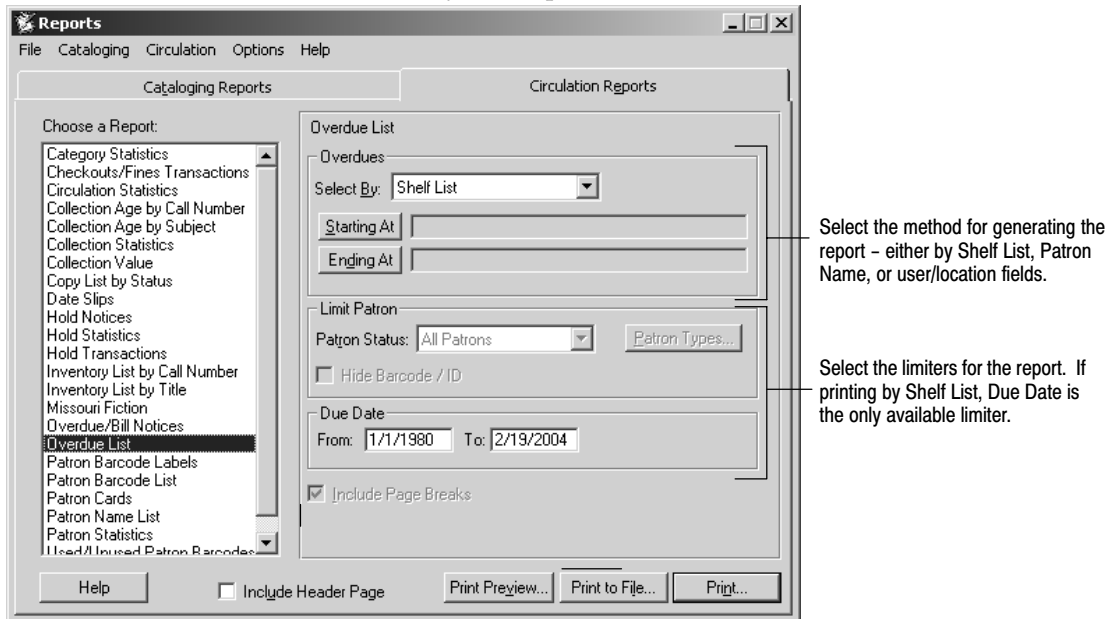 Reports
File Cataloging Circulation Options Help
Cataloging Reports
Circulation Reports
Choose a Report:
Category Statistics
Checkouts/Fines Transactions
Circulation Statistics
Collection Age by Call Number
Collection Age by Subject
Collection Statistics
Collection Value
Copy List by Status
Date Slips
Hold Notices
Hold Statistics
Hold Transactions
Inventory List by Call Number
Inventory List by Title
Missouri Fiction
Overdue/Bill Notices
Overdue List
Patron Barcode Labels
Patron Barcode List
Patron Cards
Patron Name List
Patron Statistics
Used/Unused Patron Barcodes
Overdue List
Overdues
Select By: Shelf List
Starting At
Ending At
Limit Patron
Patron Status: All Patrons
Patron Types...
Hide Barcode / ID
Due Date
From: 1/1/1980 To: 2/19/2004
Include Page Breaks
Help
Include Header Page
Print Preview...
Print to File...
Print...
Select the method for generating the
report – either by Shelf List, Patron
Name, or user/location fields.
Select the limiters for the report. If
printing by Shelf List, Due Date is
the only available limiter.